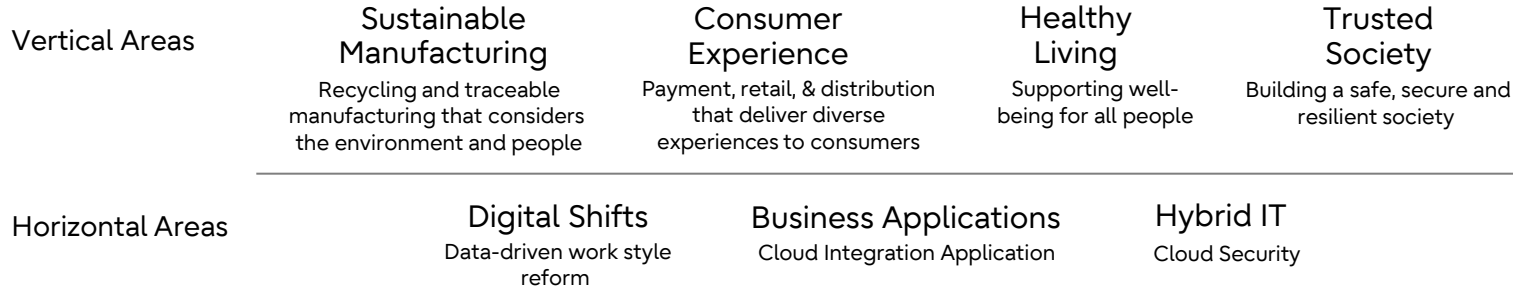 Vertical Areas
Sustainable
Manufacturing
Recycling and traceable
manufacturing that considers
the environment and people
Consumer
Experience
Payment, retail, & distribution
that deliver diverse
experiences to consumers
Healthy
Living
Supporting well-
being for all people
Trusted
Society
Building a safe, secure and
resilient society
Horizontal Areas
Digital Shifts
Data-driven work style
reform
Business Applications
Cloud Integration Application
Hybrid IT
Cloud Security